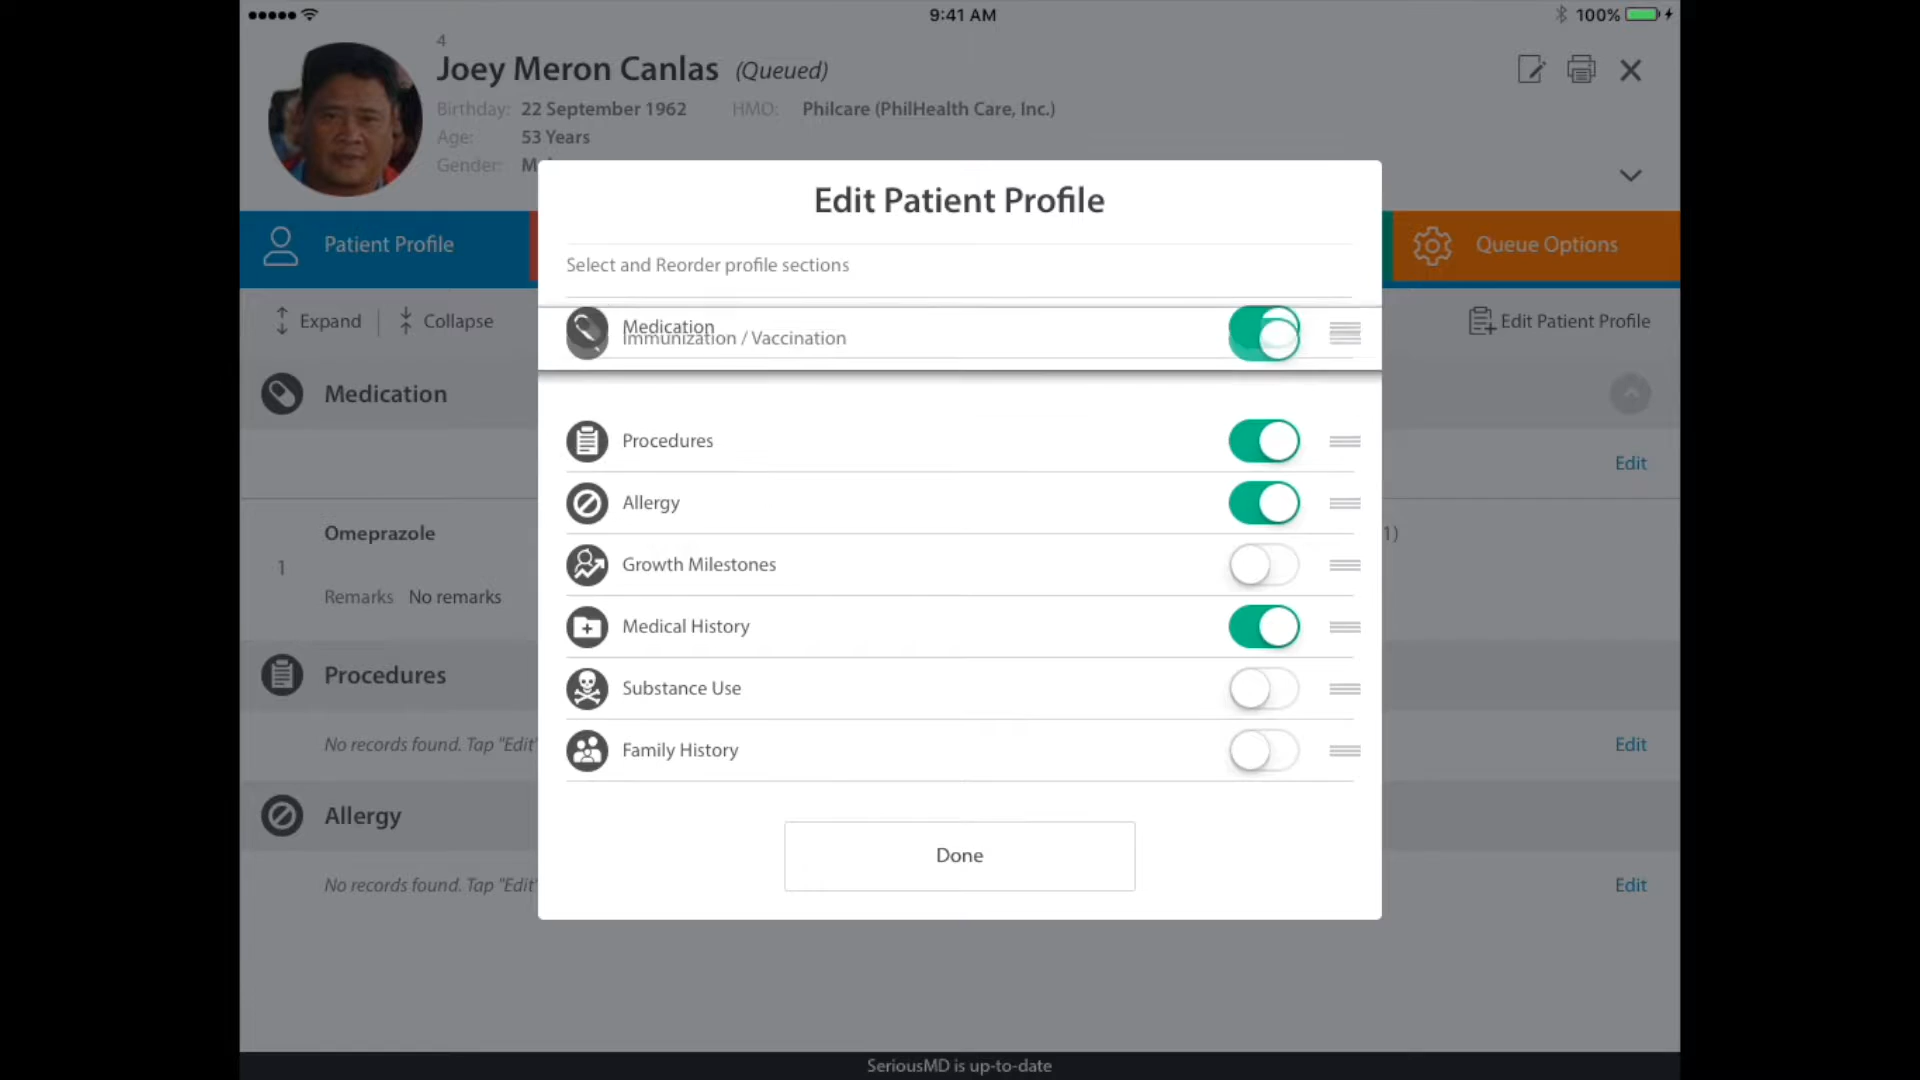 9:41 AM
100%
4
Joey Meron Canlas (Queued)
Birthday: 22 September 1962 HMO: Philcare (PhilHealth Care, Inc.)
Age: 53 Years
Gender: M
Edit Patient Profile
Patient Profile
Queue Options
Select and Reorder profile sections
Expand
Collapse
Edit Patient Profile
Medication
Immunization / Vaccination
Medication
Procedures
Edit
Allergy
Omeprazole
1)
Growth Milestones
1
Remarks No remarks
Medical History
Procedures
Substance Use
No records found. Tap "Edit"
Edit
Family History
Allergy
Done
No records found. Tap "Edit"
Edit
SeriousMD is up-to-date